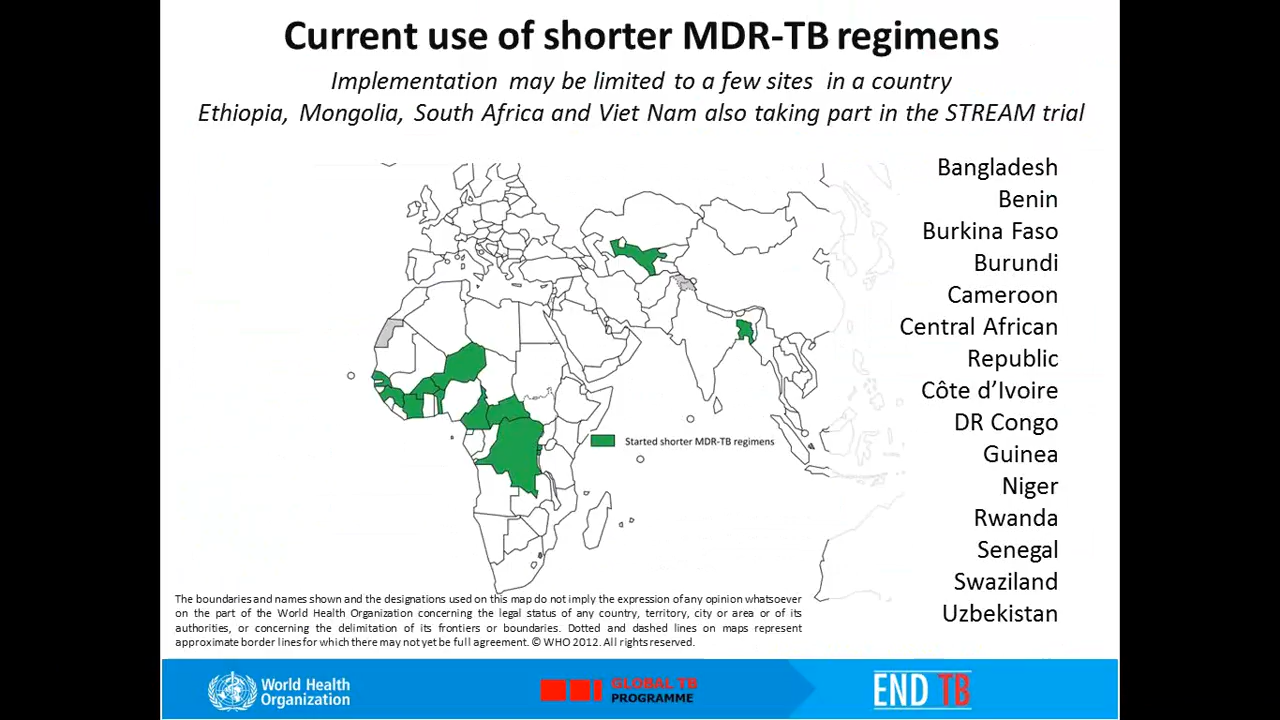 Current use of shorter MDR-TB regimens
Implementation may be limited to a few sites in a country
Ethiopia, Mongolia, South Africa and Viet Nam also taking part in the STREAM trial
Bangladesh
Benin
Burkina Faso
Burundi
Cameroon
Central African
Republic
Côte d’Ivoire
DR Congo
Guinea
Niger
Rwanda
Senegal
Swaziland
Uzbekistan
Started shorter MDR-TB regimens
The boundaries and names shown and the designations used on this map do not imply the expression of any opinion whatsoever
on the part of the World Health Organization concerning the legal status of any country, territory, city or area or of its
authorities, or concerning the delimitation of its frontiers or boundaries. Dotted and dashed lines on maps represent
approximate border lines for which there may not yet be full agreement. © WHO 2012. All rights reserved.
World Health
Organization
GLOBAL TB
PROGRAMME
END TB